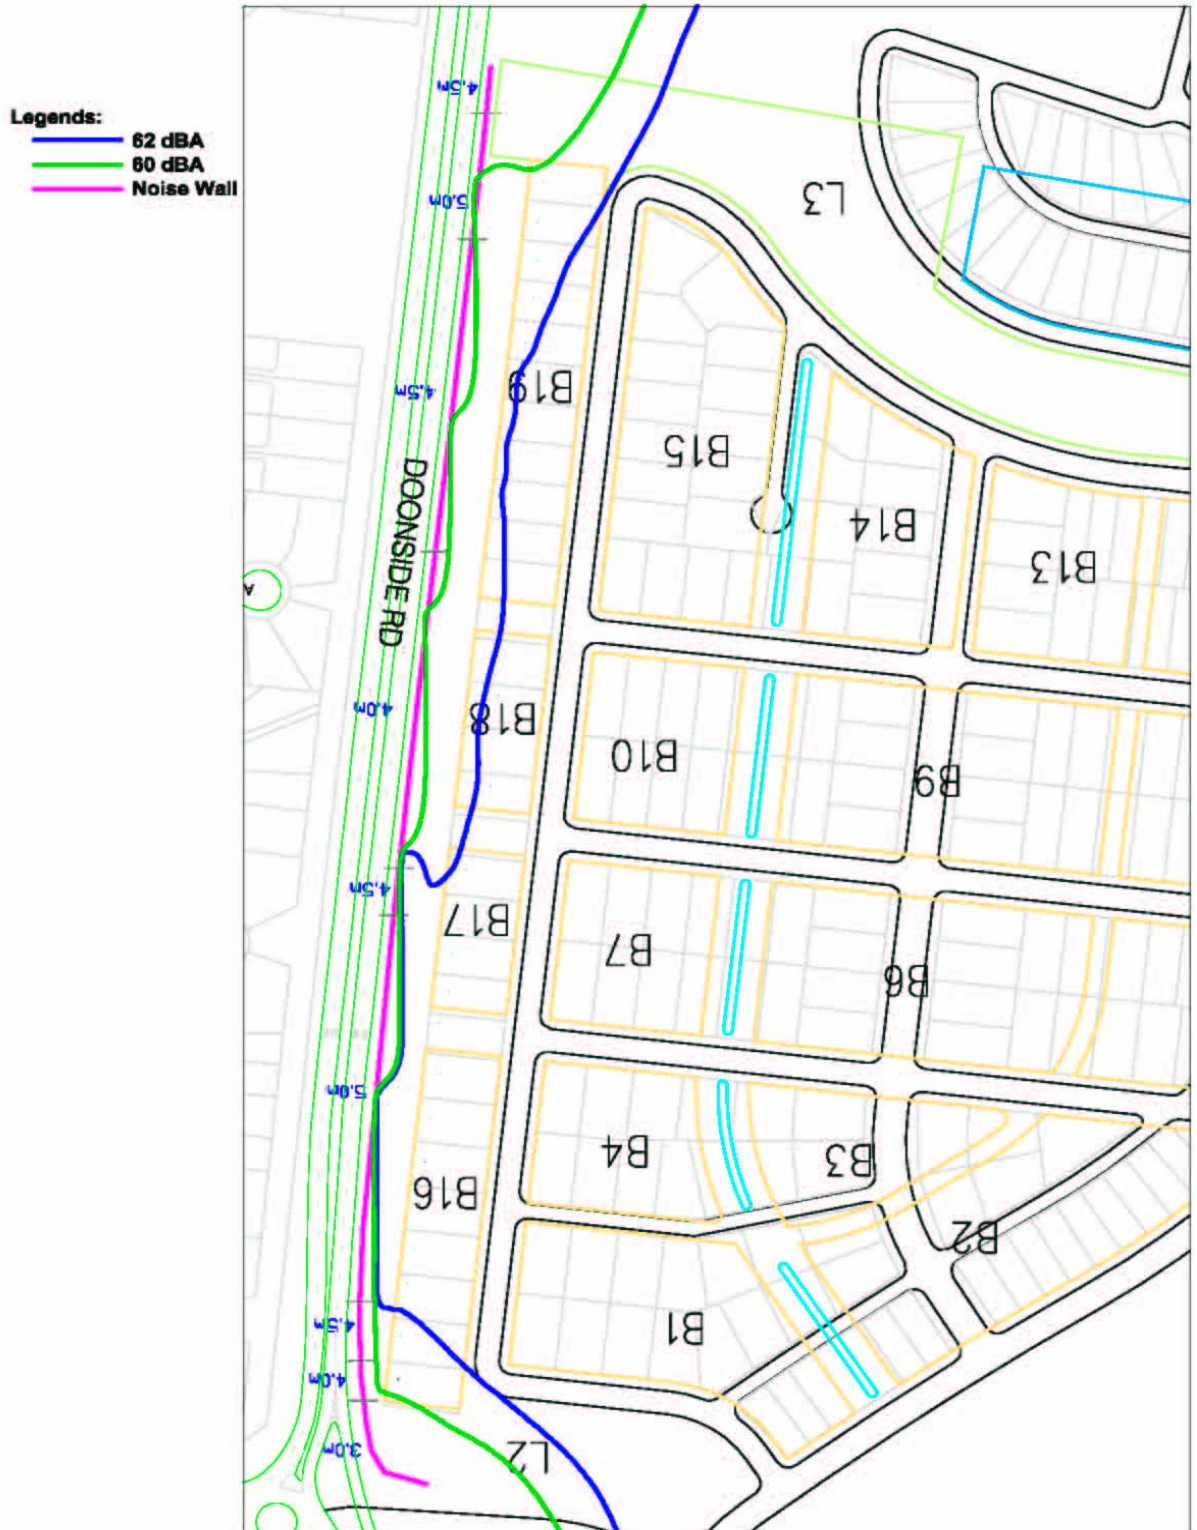 Legends:
62 dBA
60 dBA
Noise Wall
4.5m
5.0m
L3
4.5m
B19
B15
DOONSIDE RD
B14
B13
A
4.0m
B18
B10
B9
4.5m
B17
B7
B6
5.0m
B4
B3
B16
B2
4.5m
B1
4.0m
3.0m
L2